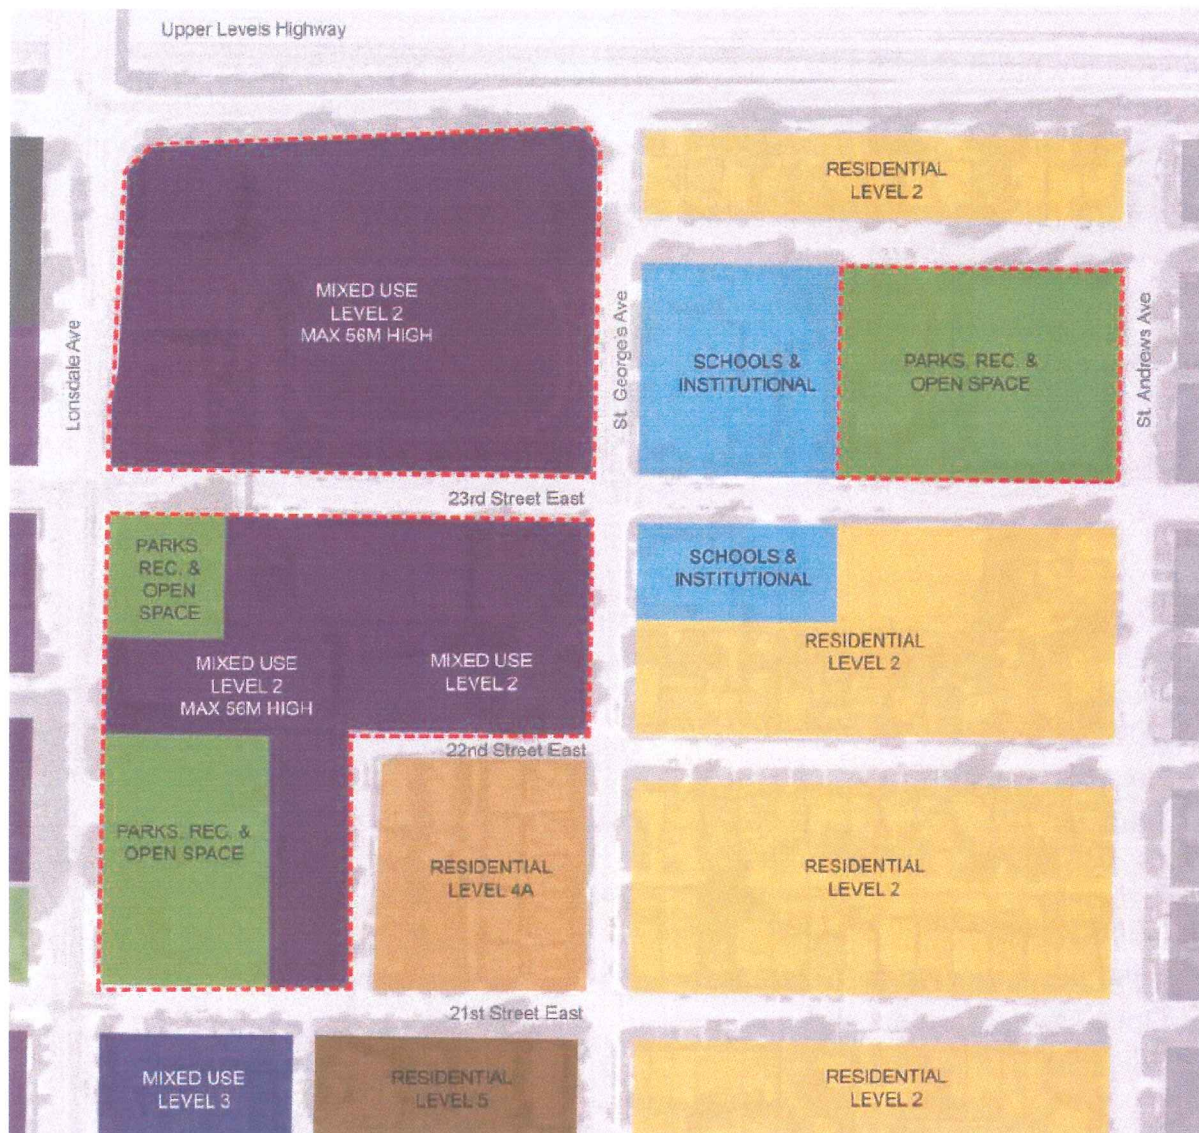 Upper Levels Highway
RESIDENTIAL
LEVEL 2
MIXED USE
LEVEL 2
MAX 56M HIGH
Lonsdale Ave
St. George's Ave
SCHOOLS &
INSTITUTIONAL
PARKS, REC. &
OPEN SPACE
St. Andrews Ave
23rd Street East
PARKS,
REC. &
OPEN
SPACE
MIXED USE
LEVEL 2
MAX 56M HIGH
MIXED USE
LEVEL 2
SCHOOLS &
INSTITUTIONAL
RESIDENTIAL
LEVEL 2
22nd Street East
PARKS, REC. &
OPEN SPACE
RESIDENTIAL
LEVEL 4A
RESIDENTIAL
LEVEL 2
21st Street East
MIXED USE
LEVEL 3
RESIDENTIAL
LEVEL 5
RESIDENTIAL
LEVEL 2